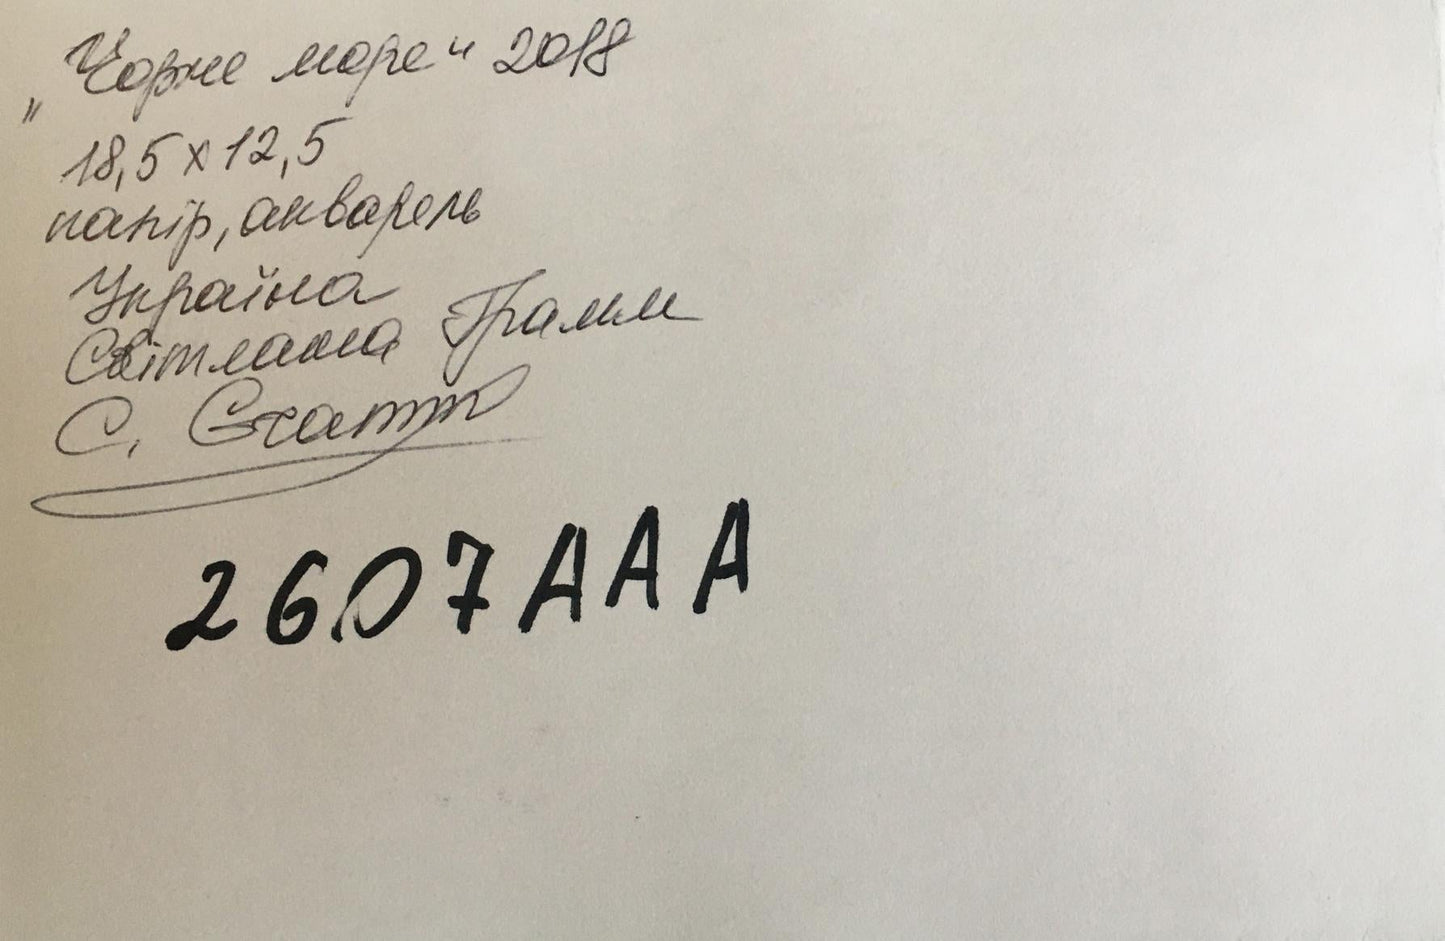 „Чорне море“ 2018
18,5 x 12,5
папір, акварель
Україна
Світлана Грамм
С.
2607AAA